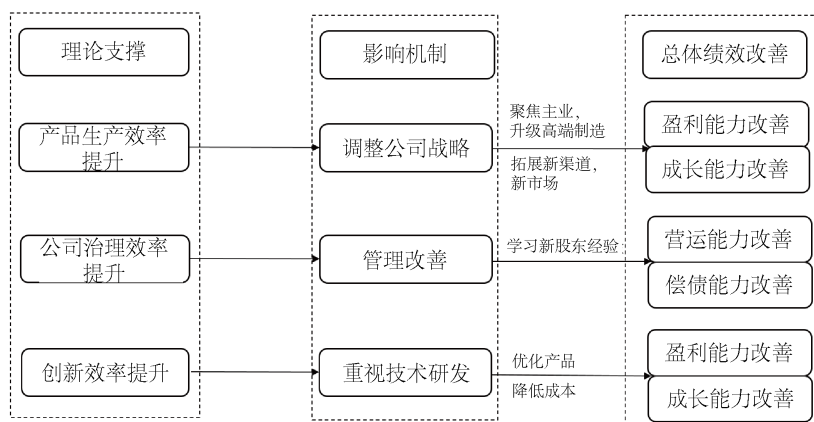 理论支撑
影响机制
总体绩效改善
产品生产效率
提升
调整公司战略
聚焦主业,
升级高端制造
拓展新渠道,
新市场
盈利能力改善
成长能力改善
公司治理效率
提升
管理改善
学习新股东经验
营运能力改善
偿债能力改善
创新效率提升
重视技术研发
优化产品
降低成本
盈利能力改善
成长能力改善